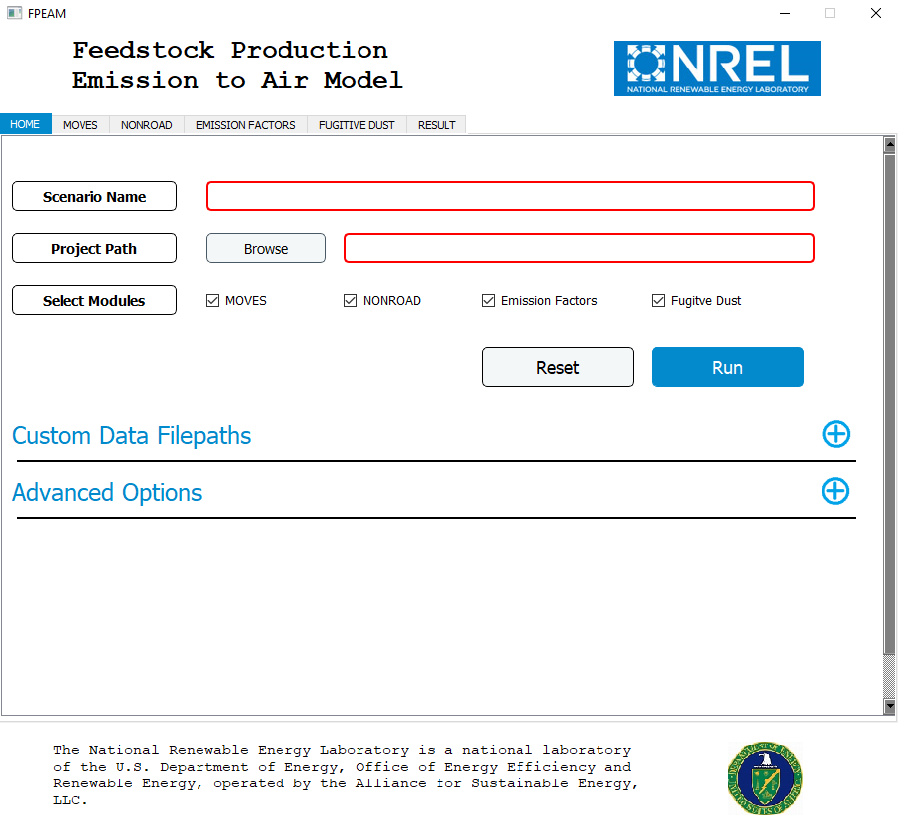 FPEAM
Feedstock Production
Emission to Air Model
NREL
NATIONAL RENEWABLE ENERGY LABORATORY
HOME MOVES NONROAD EMISSION FACTORS FUGITIVE DUST RESULT
Scenario Name
Project Path Browse
Select Modules MOVES NONROAD Emission Factors Fugitve Dust
Reset Run
Custom Data Filepaths
Advanced Options
The National Renewable Energy Laboratory is a national laboratory
of the U.S. Department of Energy, Office of Energy Efficiency and
Renewable Energy, operated by the Alliance for Sustainable Energy,
LLC.